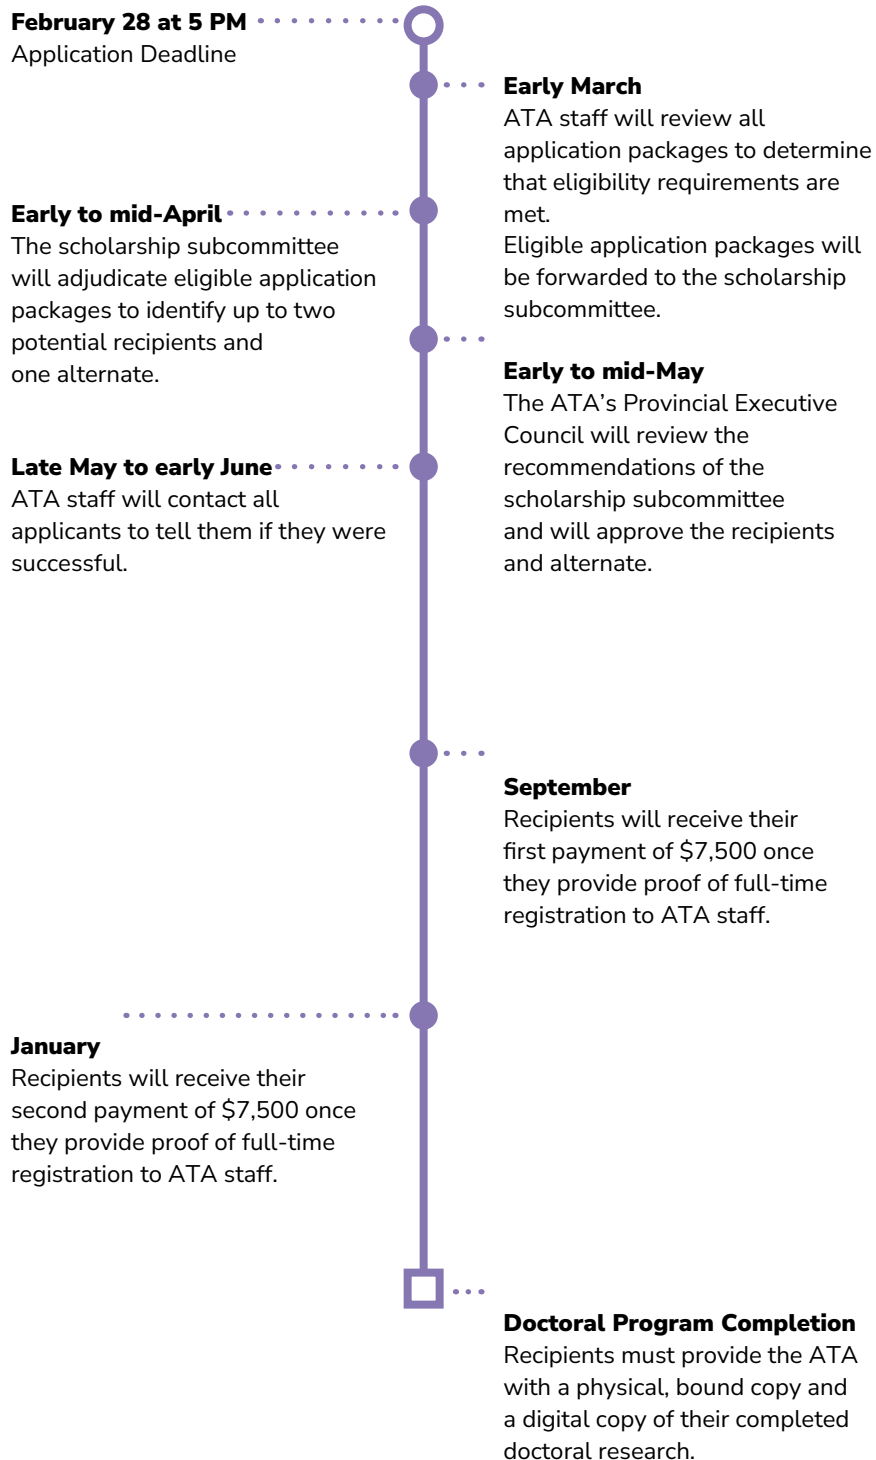 February 28 at 5 PM
Application Deadline
Early March
ATA staff will review all
application packages to determine
that eligibility requirements are
met.
Eligible application packages will
be forwarded to the scholarship
subcommittee.
Early to mid-April
The scholarship subcommittee
will adjudicate eligible application
packages to identify up to two
potential recipients and
one alternate.
Early to mid-May
The ATA’s Provincial Executive
Council will review the
recommendations of the
scholarship subcommittee
and will approve the recipients
and alternate.
Late May to early June
ATA staff will contact all
applicants to tell them if they were
successful.
September
Recipients will receive their
first payment of $7,500 once
they provide proof of full-time
registration to ATA staff.
January
Recipients will receive their
second payment of $7,500 once
they provide proof of full-time
registration to ATA staff.
Doctoral Program Completion
Recipients must provide the ATA
with a physical, bound copy and
a digital copy of their completed
doctoral research.